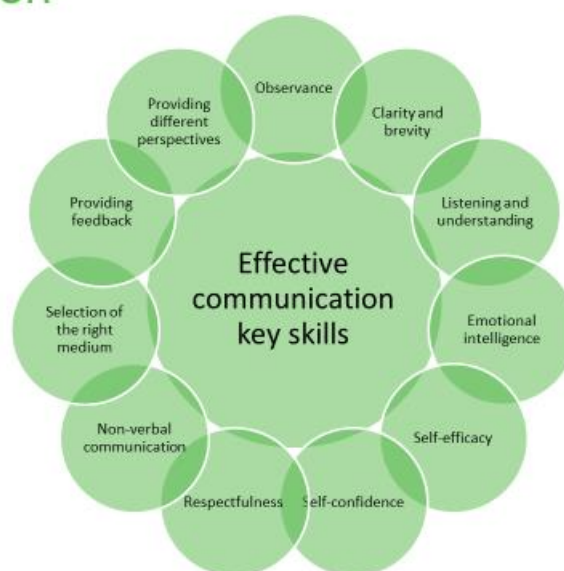 Effective
communication
key skills
Observance
Clarity and
brevity
Listening and
understanding
Emotional
intelligence
Self-efficacy
Self-confidence
Respectfulness
Non-verbal
communication
Selection of
the right
medium
Providing
feedback
Providing
different
perspectives